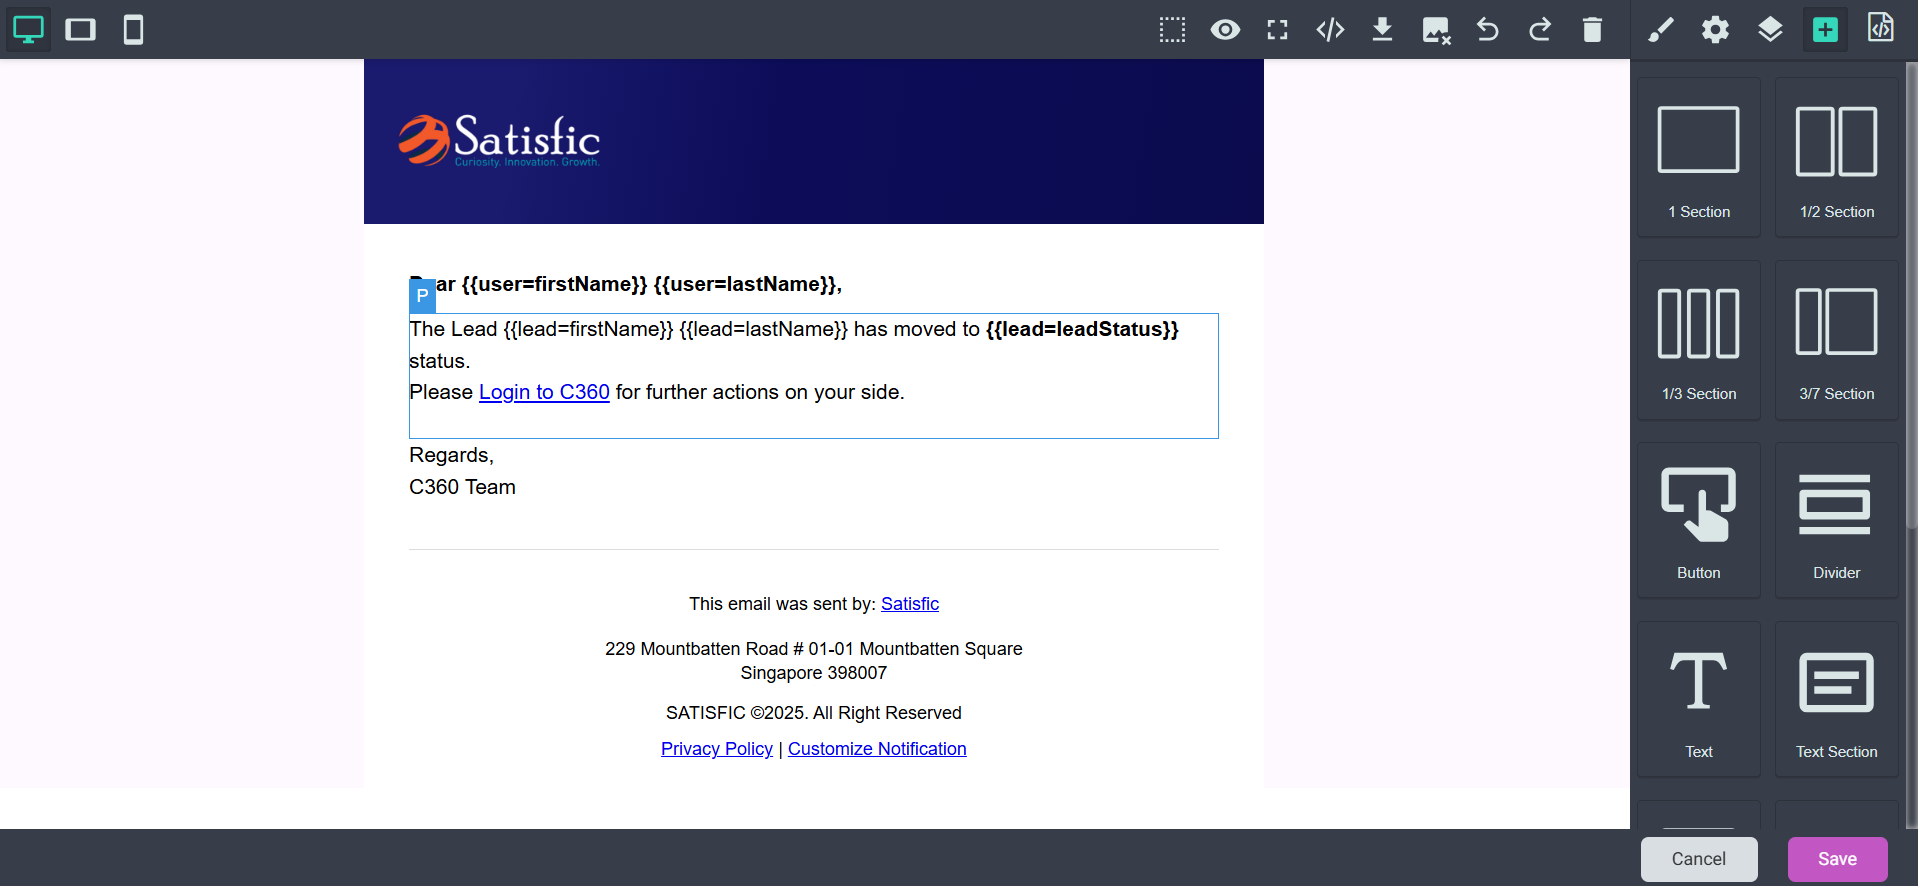 Satisfic
Curiosity. Innovation. Growth.
ar {{user=firstName}} {{user=lastName}},
P
The Lead {{lead=firstName}} {{lead=lastName}} has moved to {{lead=leadStatus}}
status.
Please Login to C360 for further actions on your side.
Regards,
C360 Team
This email was sent by: Satisfic
229 Mountbatten Road # 01-01 Mountbatten Square
Singapore 398007
SATISFIC ©2025. All Right Reserved
Privacy Policy | Customize Notification
1 Section
1/2 Section
1/3 Section
3/7 Section
Button
Divider
T
Text
Text Section
Cancel
Save